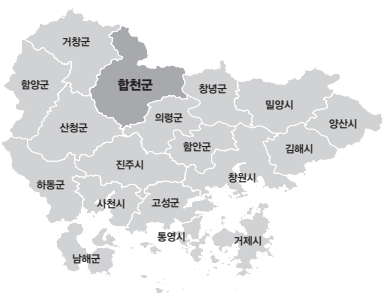 거창군
합천군
함양군
창녕군
밀양시
의령군
양산시
산청군
함안군
김해시
진주시
창원시
하동군
사천시
고성군
통영시
거제시
남해군